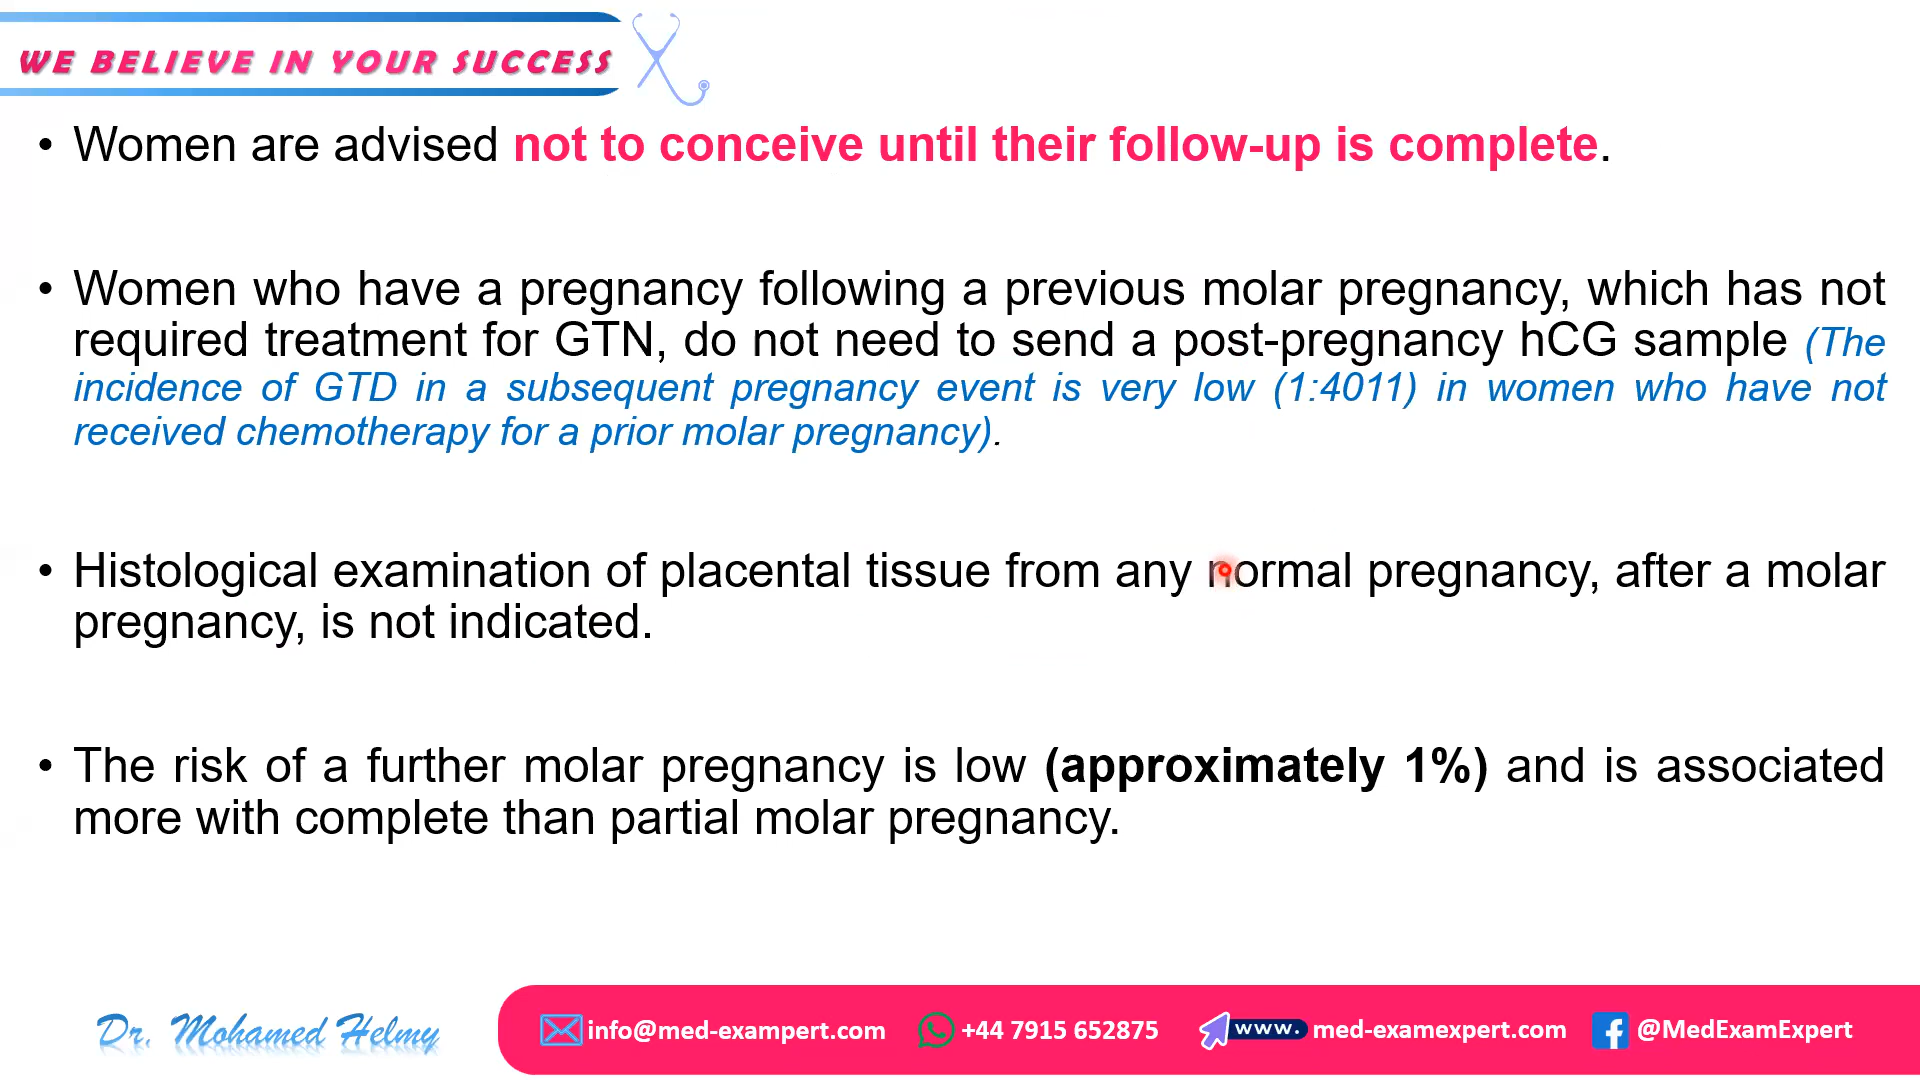 WE BELIEVE IN YOUR SUCCESS
• Women are advised not to conceive until their follow-up is complete.
• Women who have a pregnancy following a previous molar pregnancy, which has not
required treatment for GTN, do not need to send a post-pregnancy hCG sample (The
incidence of GTD in a subsequent pregnancy event is very low (1:4011) in women who have not
received chemotherapy for a prior molar pregnancy).
• Histological examination of placental tissue from any normal pregnancy, after a molar
pregnancy, is not indicated.
• The risk of a further molar pregnancy is low (approximately 1%) and is associated
more with complete than partial molar pregnancy.
Dr. Mohamed Helmy
info@med-exampert.com +44 7915 652875 www. med-examexpert.com @MedExamExpert